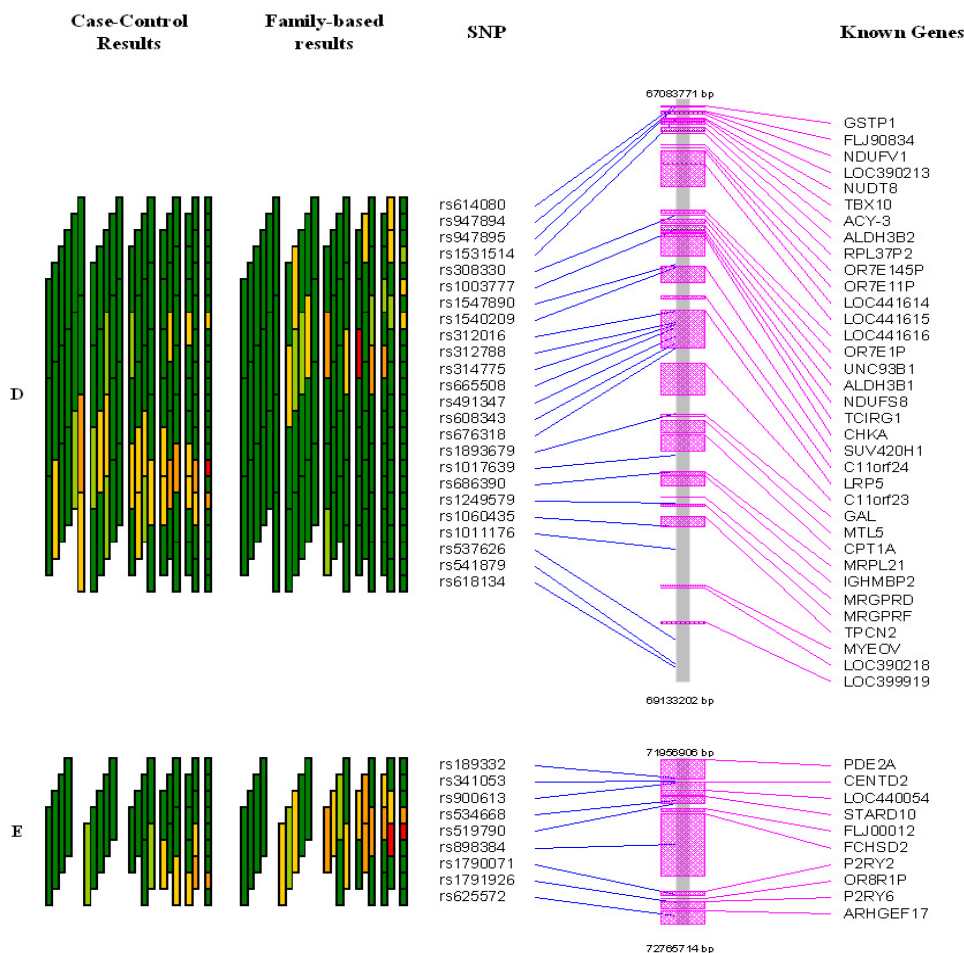 Case-Control
Results
Family-based
results
SNP
Known Genes
67083771 bp
D
rs614080
rs947894
rs947895
rs1531514
rs308330
rs1003777
rs1547890
rs1540209
rs312016
rs312788
rs314775
rs665508
rs491347
rs608343
rs676318
rs1893679
rs1017639
rs686390
rs1249579
rs1060435
rs1011176
rs537626
rs541879
rs618134
GSTP1
FLJ90834
NDUFV1
LOC390213
NUDT8
TBX10
ACY-3
ALDH3B2
RPL37P2
OR7E145P
OR7E11P
LOC441614
LOC441615
LOC441616
OR7E1P
UNC93B1
ALDH3B1
NDUFS8
TCIRG1
CHKA
SUV420H1
C11orf24
LRP5
C11orf23
GAL
MTL5
CPT1A
MRPL21
IGHMBP2
MRGPRD
MRGPRF
TPCN2
MYEOV
LOC390218
LOC399919
69133202 bp
71956906 bp
E
rs189332
rs341053
rs900613
rs534668
rs519790
rs898384
rs1790071
rs1791926
rs625572
PDE2A
CENTD2
LOC440054
STARD10
FLJ00012
FCHSD2
P2RY2
OR8R1P
P2RY6
ARHGEF17
72765714 bp